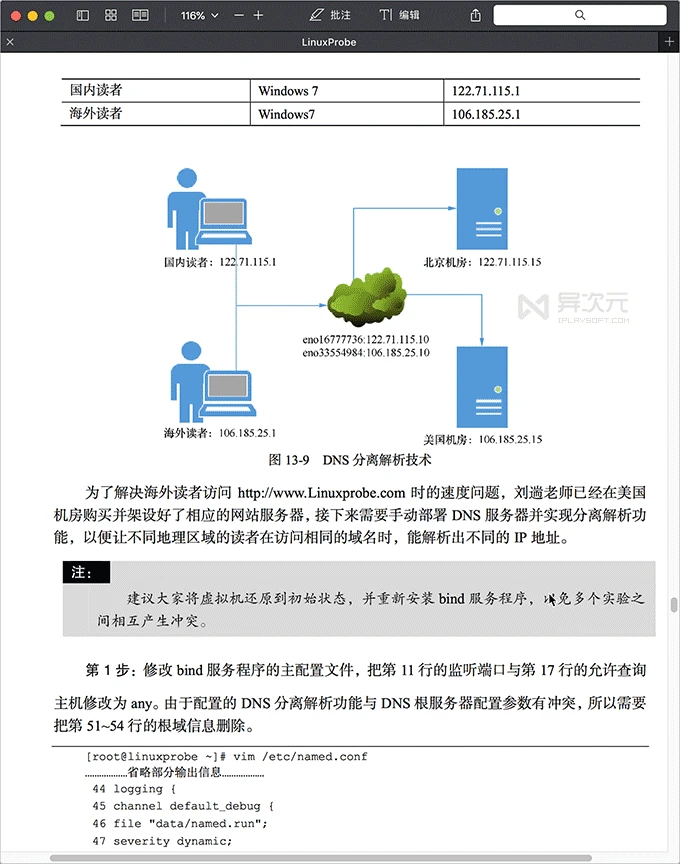 116%
批注
编辑
LinuxProbe
国内读者 Windows 7 122.71.115.1
海外读者 Windows7 106.185.25.1
国内读者：122.71.115.1
北京机房：122.71.115.15
异次元
IPLAYSOFT.COM
eno16777736:122.71.115.10
eno33554984:106.185.25.10
海外读者：106.185.25.1
美国机房：106.185.25.15
图 13-9 DNS 分离解析技术
为了解决海外读者访问 http://www.Linuxprobe.com 时的速度问题，刘遄老师已经在美国
机房购买并架设好了相应的网站服务器，接下来需要手动部署 DNS 服务器并实现分离解析功
能，以便让不同地理区域的读者在访问相同的域名时，能解析出不同的 IP 地址。
注：
建议大家将虚拟机还原到初始状态，并重新安装 bind 服务程序，以免多个实验之
间相互产生冲突。
第 1 步：修改 bind 服务程序的主配置文件，把第 11 行的监听端口与第 17 行的允许查询
主机修改为 any。由于配置的 DNS 分离解析功能与 DNS 根服务器配置参数有冲突，所以需要
把第 51~54 行的根域信息删除。
[root@linuxprobe ~]# vim /etc/named.conf
………………省略部分输出信息………………
44 logging {
45 channel default_debug {
46 file "data/named.run";
47 severity dynamic;